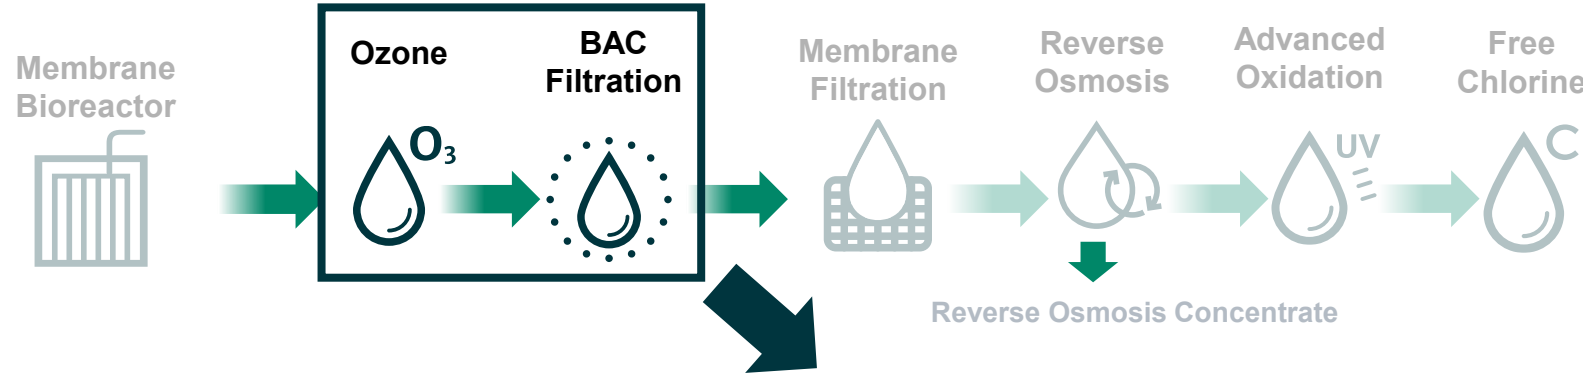 Membrane
Bioreactor
Ozone
BAC
Filtration
Membrane
Filtration
Reverse
Osmosis
Advanced
Oxidation
Free
Chlorine
O₃
UV
C
Reverse Osmosis Concentrate